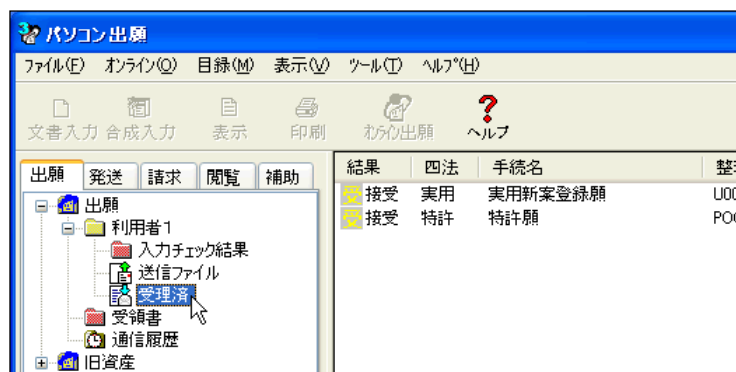 パソコン出願
ファイル(F) オンライン(O) 目録(M) 表示(V) ツール(T) ヘルプ(H)
文書入力 合成入力 表示 印刷 オンライン出願 ヘルプ
出願 発送 請求 閲覧 補助
結果 四法 手続名
受 接受 実用 実用新案登録願 U00
受 接受 特許 特許願
出願
利用者1
入力チェック結果
送信ファイル
受理済
受領書
通信履歴
旧資産